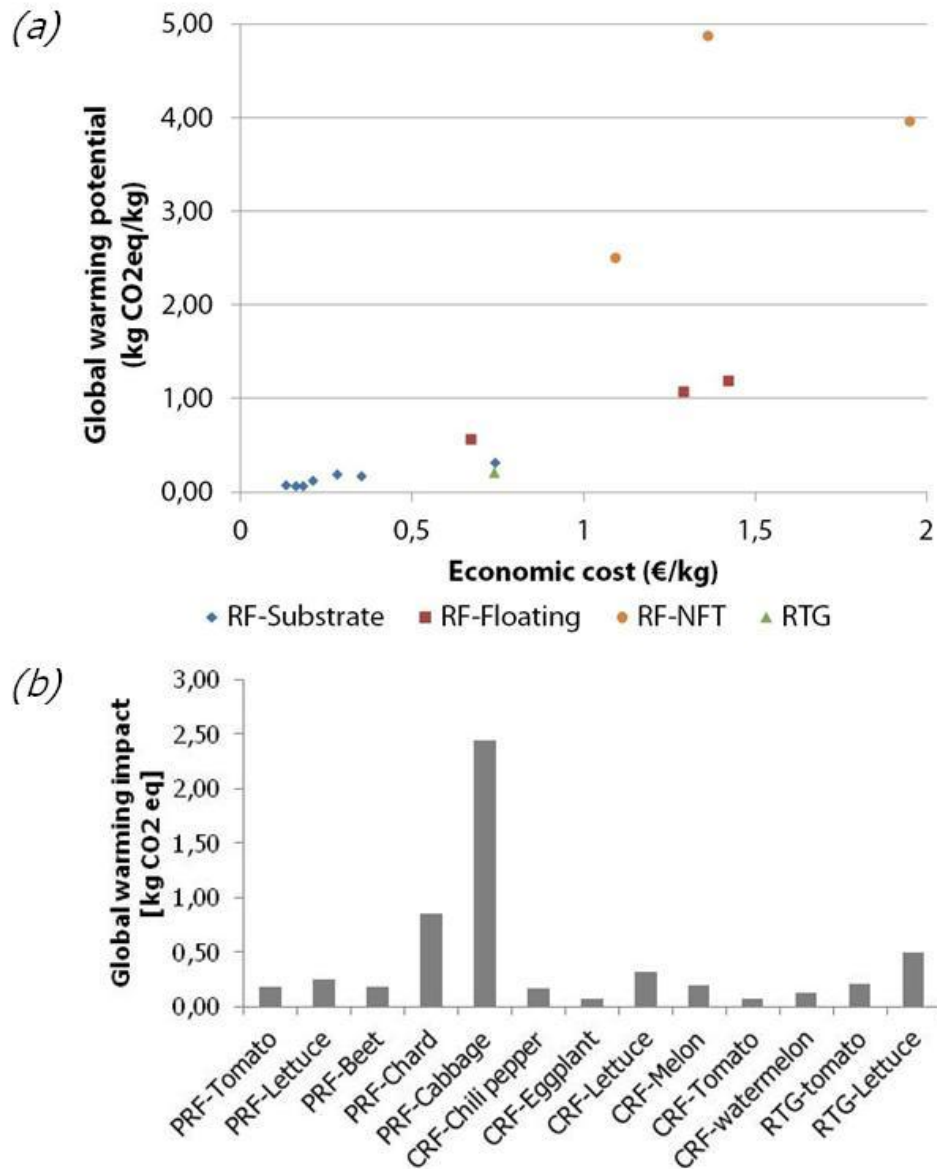 (a)
Global warming potential
(kg CO2eq/kg)
5,00
4,00
3,00
2,00
1,00
0,00
0
0,5
1
1,5
2
Economic cost (€/kg)
RF-Substrate
RF-Floating
RF-NFT
RTG
(b)
Global warming impact
[kg CO2 eq]
3,00
2,50
2,00
1,50
1,00
0,50
0,00
PRF-Tomato
PRF-Lettuce
PRF-Beet
PRF-Chard
PRF-Cabbage
CRF-Chili pepper
CRF-Eggplant
CRF-Lettuce
CRF-Melon
CRF-Tomato
CRF-watermelon
RTG-tomato
RTG-Lettuce